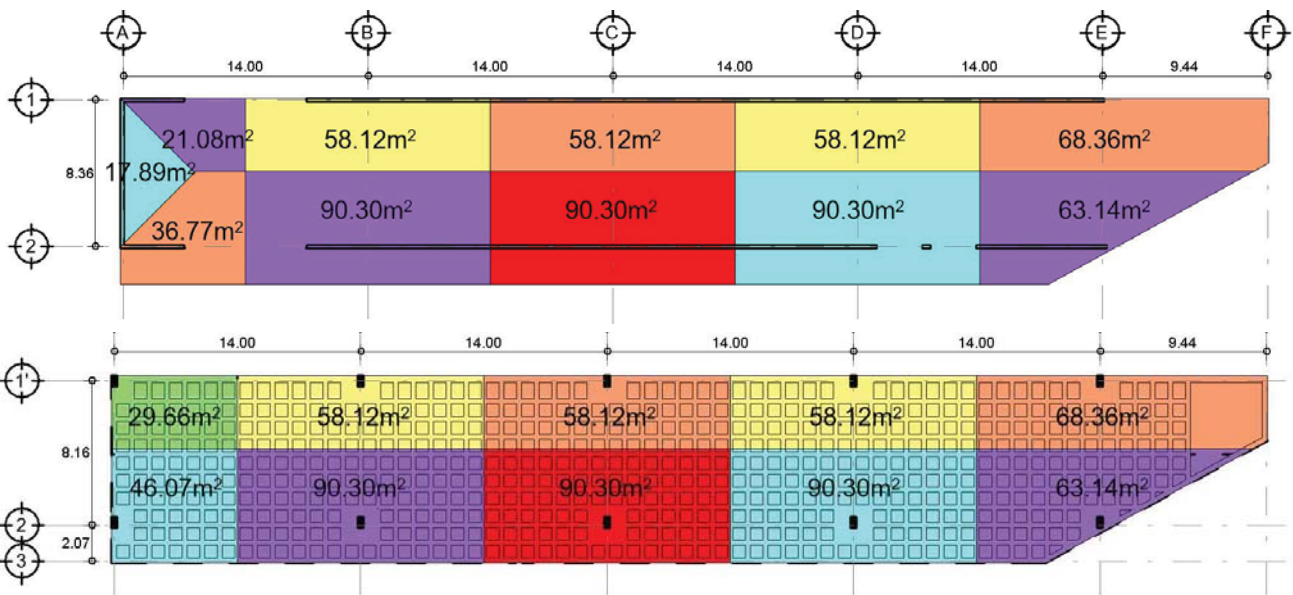 A B C D E F
14.00 14.00 14.00 14.00 9.44
1
21.08m² 58.12m² 58.12m² 58.12m² 68.36m²
8.36 17.89m²
90.30m² 90.30m² 90.30m² 63.14m²
36.77m²
2
14.00 14.00 14.00 14.00 9.44
1'
29.66m² 58.12m² 58.12m² 58.12m² 68.36m²
8.16
46.07m² 90.30m² 90.30m² 90.30m² 63.14m²
2
2.07
3